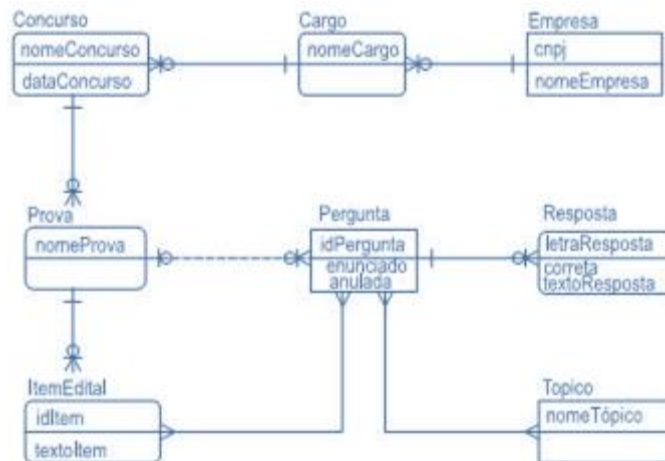 Concurso
nomeConcurso
dataConcurso
Cargo
nomeCargo
Empresa
cnpj
nomeEmpresa
Prova
nomeProva
Pergunta
idPergunta
enunciado
anulada
Resposta
letraResposta
correta
textoResposta
ItemEdital
idItem
textoItem
Topico
nomeTópico